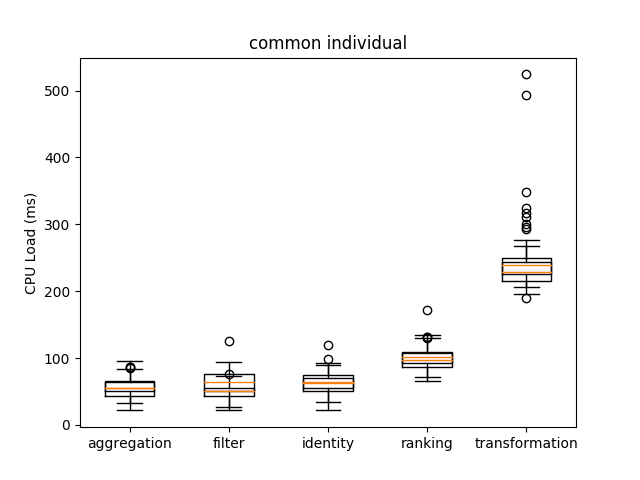 common individual
CPU Load (ms)
500
400
300
200
100
0
aggregation filter identity ranking transformation